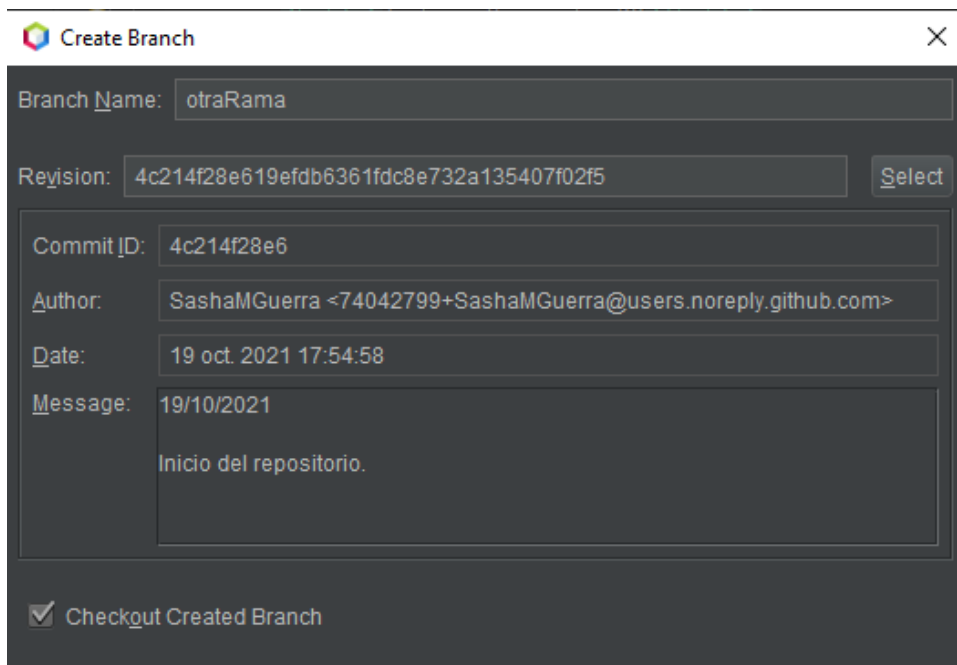 Create Branch
Branch Name: otraRama
Revision: 4c214f28e619efdb6361fdc8e732a135407f02f5 Select
Commit ID: 4c214f28e6
Author: SashaMGuerra <74042799+SashaMGuerra@users.noreply.github.com>
Date: 19 oct. 2021 17:54:58
Message: 19/10/2021
Inicio del repositorio.
Checkout Created Branch